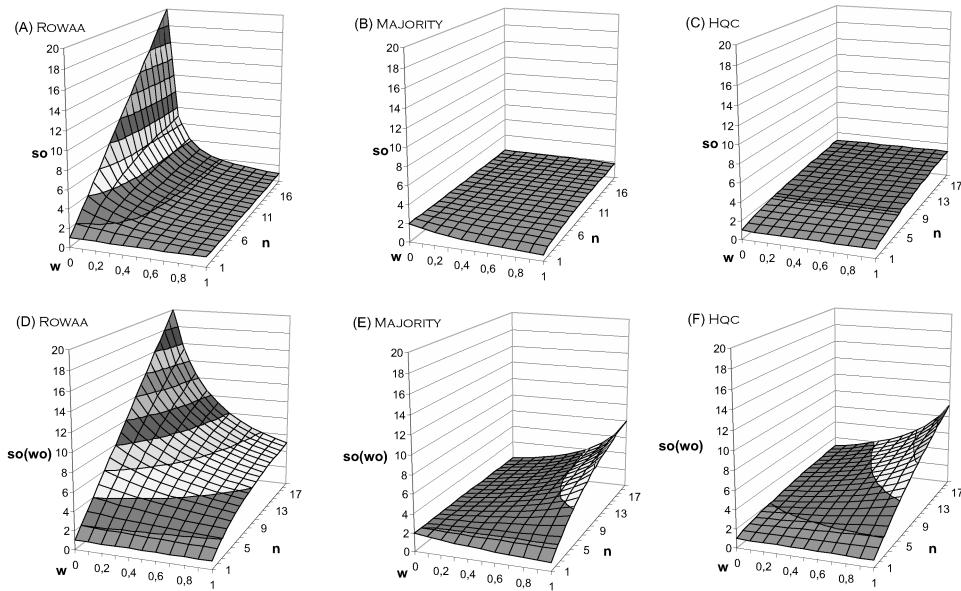 (A) ROWAA
20
18
16
14
12
so 10
8
6
4
2
0
w 0 0,2 0,4 0,6 0,8 1
1 6 11 16
n
(B) MAJORITY
20
18
16
14
12
so 10
8
6
4
2
0
w 0 0,2 0,4 0,6 0,8 1
1 6 11 16
n
(C) HQC
20
18
16
14
12
so 10
8
6
4
2
0
w 0 0,2 0,4 0,6 0,8 1
1 5 9 13 17
n
(D) ROWAA
20
18
16
14
12
so(wo) 10
8
6
4
2
0
w 0 0,2 0,4 0,6 0,8 1
1 5 9 13 17
n
(E) MAJORITY
20
18
16
14
12
so(wo) 10
8
6
4
2
0
w 0 0,2 0,4 0,6 0,8 1
1 5 9 13 17
n
(F) HQC
20
18
16
14
12
so(wo) 10
8
6
4
2
0
w 0 0,2 0,4 0,6 0,8 1
1 5 9 13 17
n